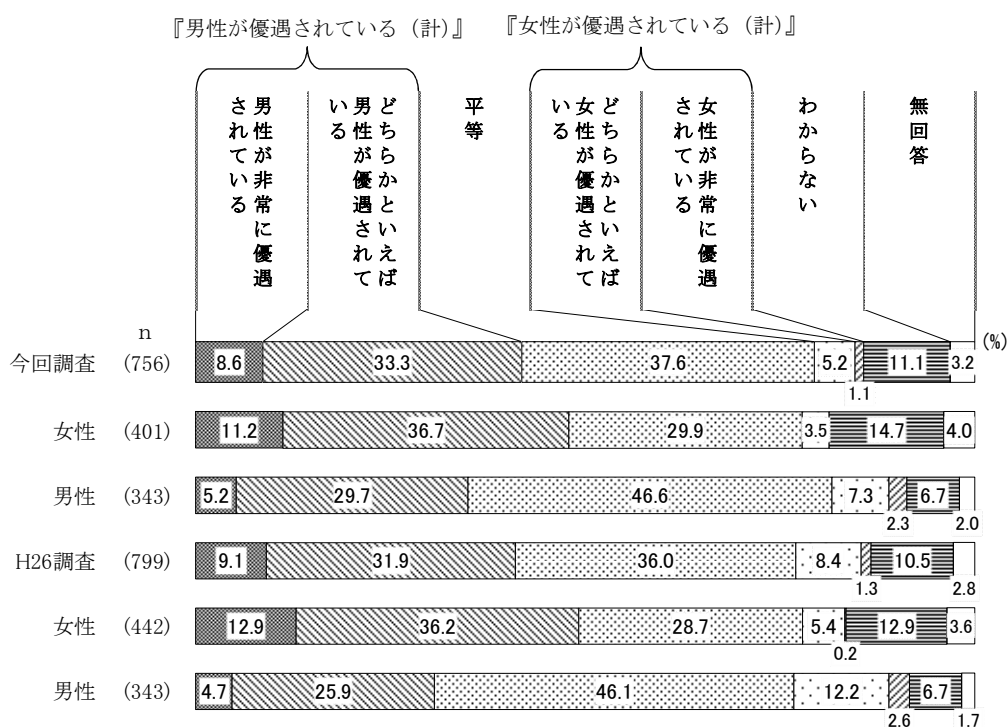 『男性が優遇されている（計）』 『女性が優遇されている（計）』
男性が非常に優遇
されている
どちらかといえば
男性が優遇されて
いる
平等
どちらかといえば
女性が優遇されて
いる
女性が非常に優遇
されている
わからない
無回答
n
(%)
今回調査 (756) 8.6 33.3 37.6 5.2 11.1 3.2
1.1
女性 (401) 11.2 36.7 29.9 3.5 14.7 4.0
男性 (343) 5.2 29.7 46.6 7.3 6.7
2.3 2.0
H26調査 (799) 9.1 31.9 36.0 8.4 10.5
1.3 2.8
女性 (442) 12.9 36.2 28.7 5.4 12.9 3.6
0.2
男性 (343) 4.7 25.9 46.1 12.2 6.7
2.6 1.7